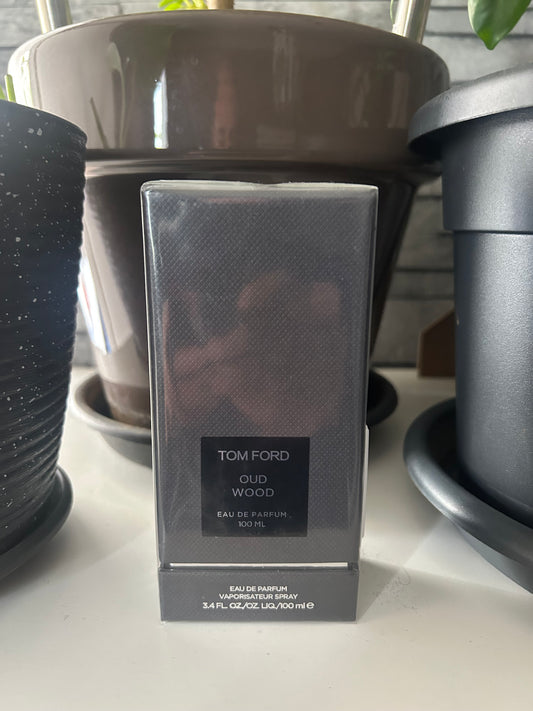 TOM FORD
OUD
WOOD
EAU DE PARFUM
100 ML
EAU DE PARFUM
VAPORISATEUR SPRAY
3.4 FL. OZ./OZ. LIQ./100 ml ℮